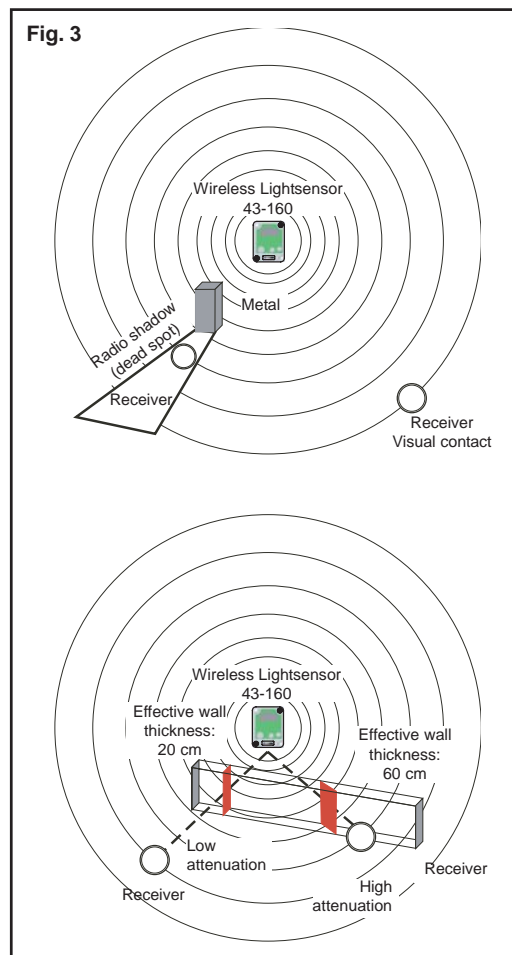 Fig. 3
Wireless Lightsensor
43-160
Metal
Radio shadow
(dead spot)
Receiver
Receiver
Visual contact
Wireless Lightsensor
43-160
Effective wall
thickness:
20 cm
Effective wall
thickness:
60 cm
Low
attenuation
Receiver
High
attenuation
Receiver